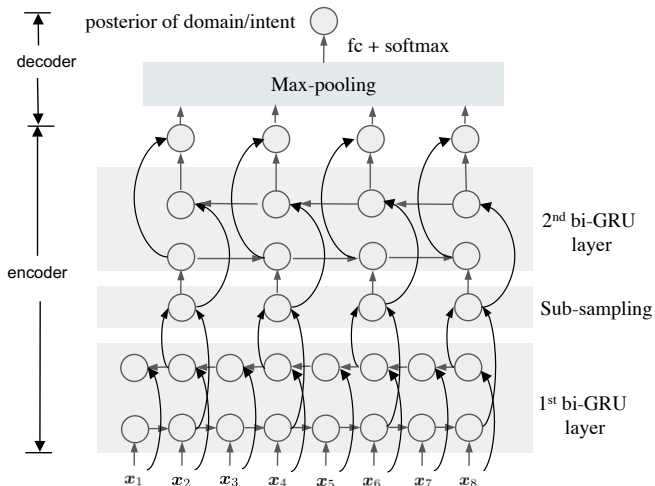 posterior of domain/intent
fc + softmax
decoder
Max-pooling
2nd bi-GRU
layer
encoder
Sub-sampling
1st bi-GRU
layer
x1 x2 x3 x4 x5 x6 x7 x8